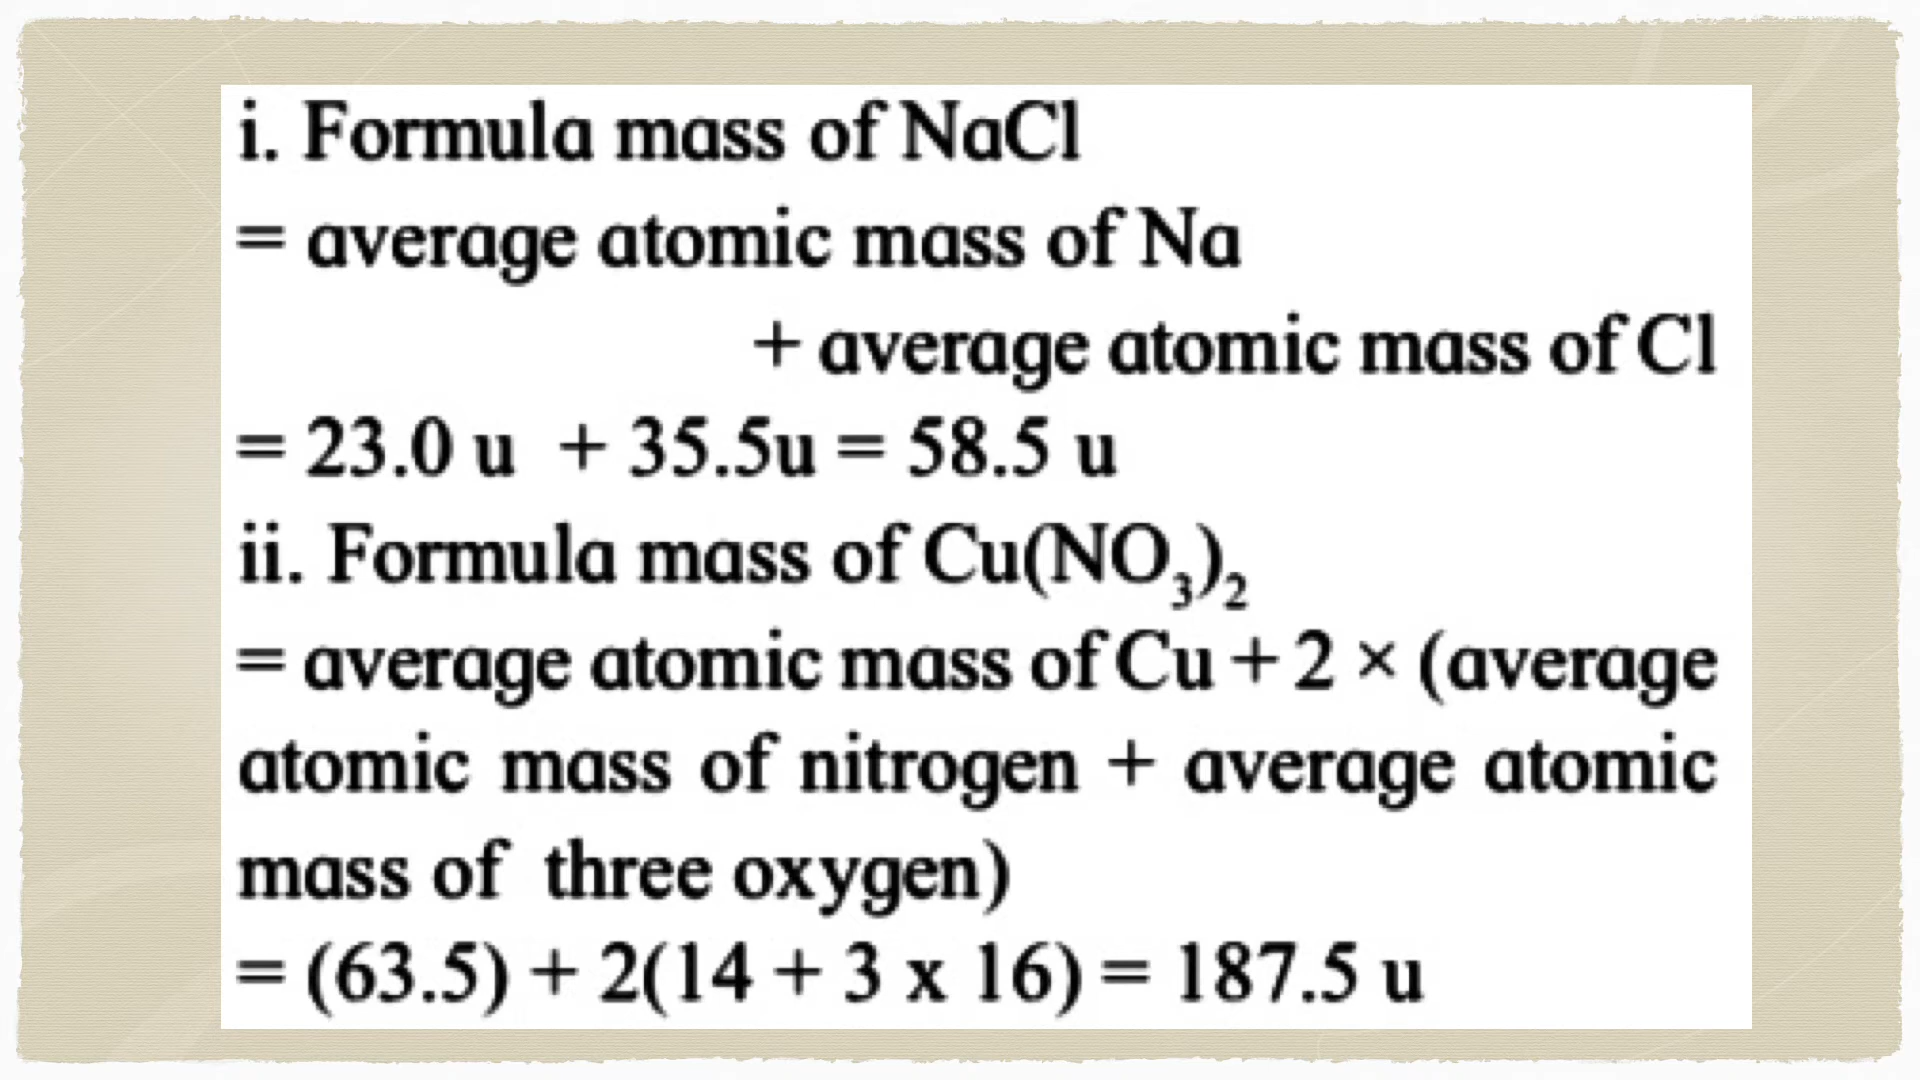 i. Formula mass of NaCl
= average atomic mass of Na
+ average atomic mass of Cl
= 23.0 u + 35.5u = 58.5 u
ii. Formula mass of Cu(NO₃)₂
= average atomic mass of Cu + 2 × (average
atomic mass of nitrogen + average atomic
mass of three oxygen)
= (63.5) + 2(14 + 3 x 16) = 187.5 u